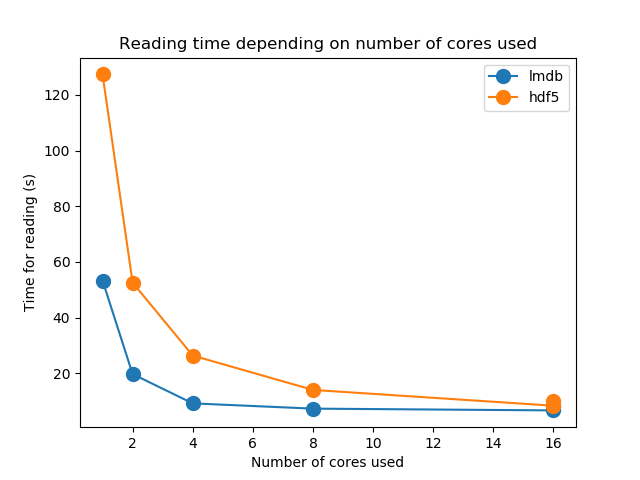 Reading time depending on number of cores used
lmdb
hdf5
120
100
80
60
40
20
Time for reading (s)
2 4 6 8 10 12 14 16
Number of cores used